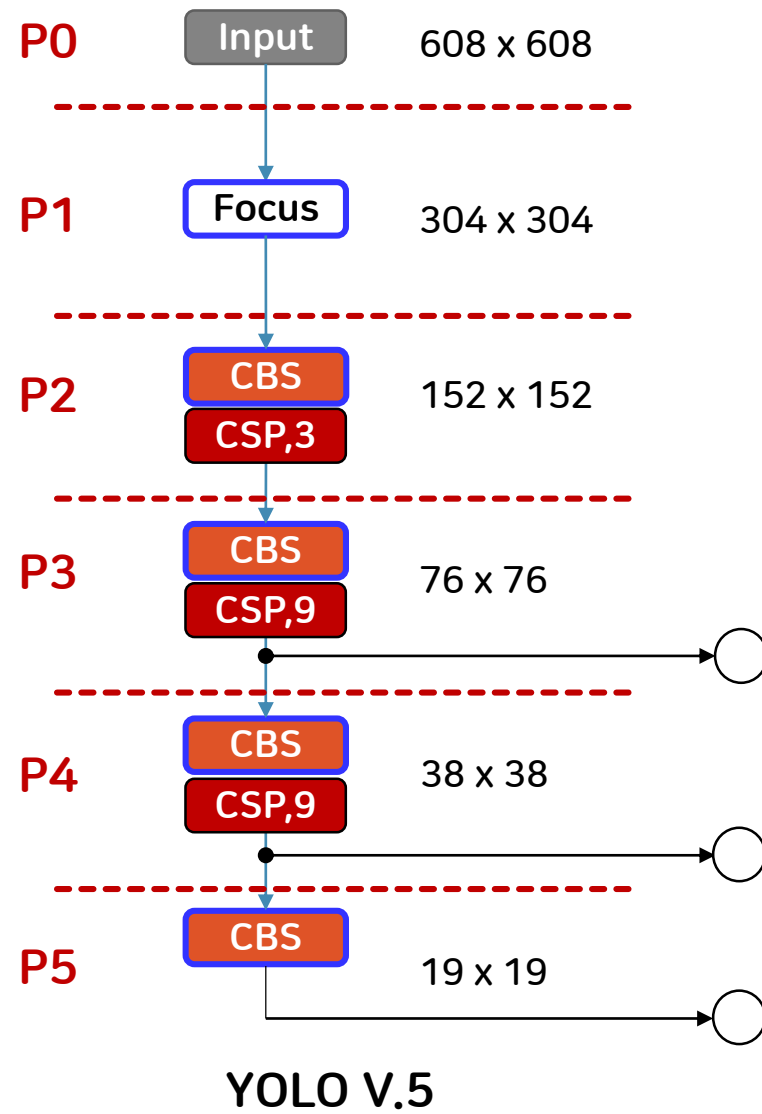 P0 Input 608 x 608
P1 Focus 304 x 304
P2 CBS 152 x 152
CSP,3
P3 CBS 76 x 76
CSP,9
P4 CBS 38 x 38
CSP,9
P5 CBS 19 x 19
YOLO V.5